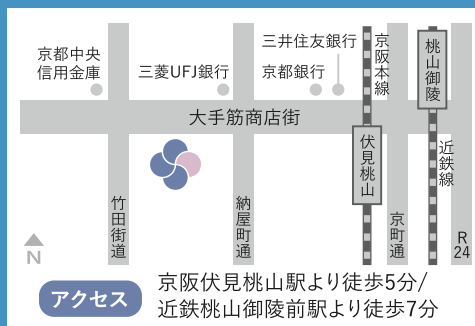 京都中央
信用金庫
三菱UFJ銀行
三井住友銀行
京都銀行
京阪本線
桃山御陵
大手筋商店街
伏見桃山
近鉄線
竹田街道
納屋町通
京町通
R
24
N
アクセス
京阪伏見桃山駅より徒歩5分/
近鉄桃山御陵前駅より徒歩7分